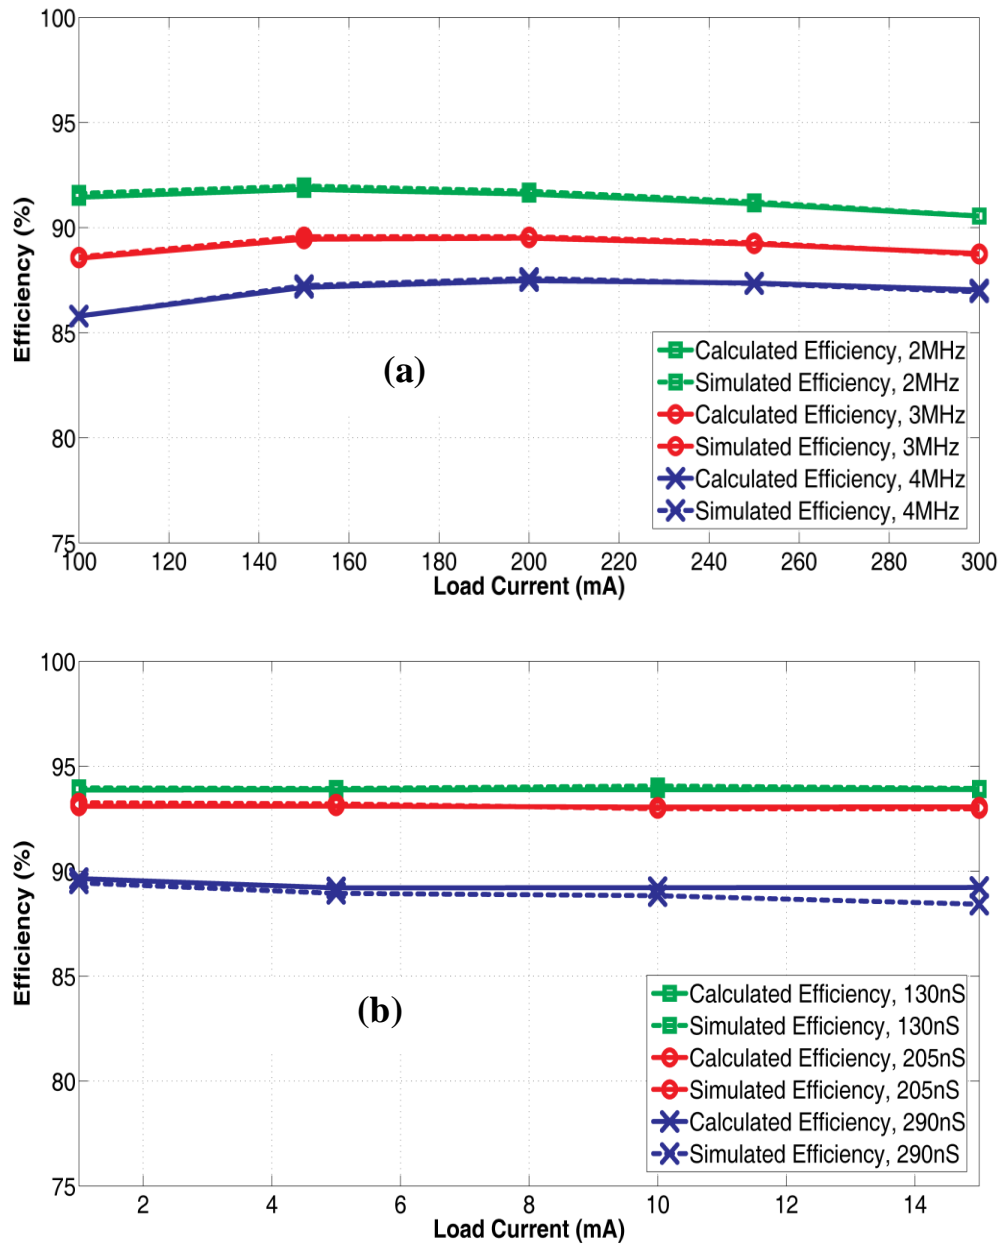 100
95
90
85
80
75
Efficiency (%)
(a)
Calculated Efficiency, 2MHz
Simulated Efficiency, 2MHz
Calculated Efficiency, 3MHz
Simulated Efficiency, 3MHz
Calculated Efficiency, 4MHz
Simulated Efficiency, 4MHz
100 120 140 160 180 200 220 240 260 280 300
Load Current (mA)
100
95
90
85
80
75
Efficiency (%)
(b)
Calculated Efficiency, 130nS
Simulated Efficiency, 130nS
Calculated Efficiency, 205nS
Simulated Efficiency, 205nS
Calculated Efficiency, 290nS
Simulated Efficiency, 290nS
2 4 6 8 10 12 14
Load Current (mA)